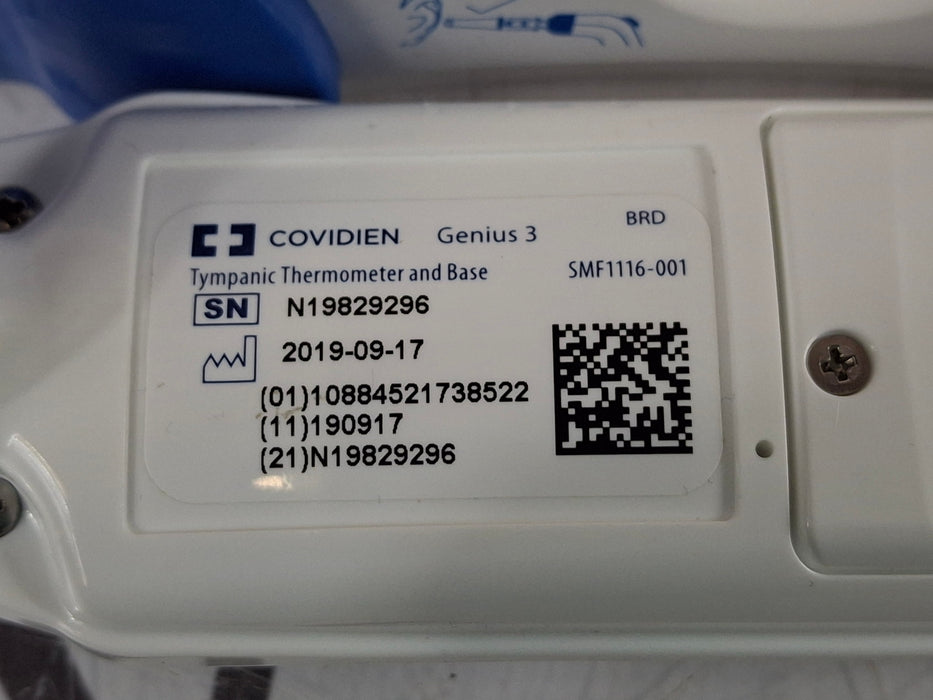 COVIDIEN Genius 3 BRD
Tympanic Thermometer and Base SMF1116-001
SN N19829296
2019-09-17
(01)10884521738522
(11)190917
(21)N19829296